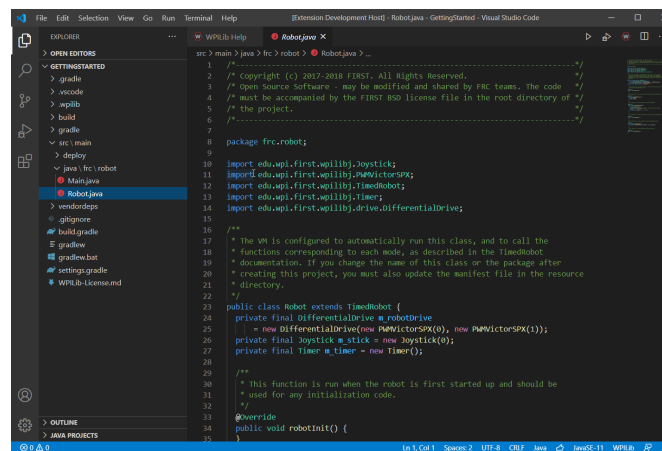 File Edit Selection View Go Run Terminal Help [Extension Development Host] - Robot.java - GettingStarted - Visual Studio Code
EXPLORER ...
> OPEN EDITORS
GETTINGSTARTED
> .gradle
> .vscode
> .wpilib
> build
> gradle
src \ main
> deploy
java \ frc \ robot
Main.java
Robot.java
> vendordeps
.gitignore
build.gradle
gradlew
gradlew.bat
settings.gradle
WPILib-License.md
> OUTLINE
> JAVA PROJECTS
WPILib Help Robot.java ×
src > main > java > frc > robot > Robot.java > ...
1 /*----------------------------------------------------------------------------*/
2 /* Copyright (c) 2017-2018 FIRST. All Rights Reserved. */
3 /* Open Source Software - may be modified and shared by FRC teams. The code */
4 /* must be accompanied by the FIRST BSD license file in the root directory of */
5 /* the project. */
6 /*----------------------------------------------------------------------------*/
7
8 package frc.robot;
9
10 import edu.wpi.first.wpilibj.Joystick;
11 import edu.wpi.first.wpilibj.PWMVictorSPX;
12 import edu.wpi.first.wpilibj.TimedRobot;
13 import edu.wpi.first.wpilibj.Timer;
14 import edu.wpi.first.wpilibj.drive.DifferentialDrive;
15
16 /**
17 * The VM is configured to automatically run this class, and to call the
18 * functions corresponding to each mode, as described in the TimedRobot
19 * documentation. If you change the name of this class or the package after
20 * creating this project, you must also update the manifest file in the resource
21 * directory.
22 */
23 public class Robot extends TimedRobot {
24 private final DifferentialDrive m_robotDrive
25 = new DifferentialDrive(new PWMVictorSPX(0), new PWMVictorSPX(1));
26 private final Joystick m_stick = new Joystick(0);
27 private final Timer m_timer = new Timer();
28
29 /**
30 * This function is run when the robot is first started up and should be
31 * used for any initialization code.
32 */
33 @Override
34 public void robotInit() {
35 }
0 0 Ln 1, Col 1 Spaces: 2 UTF-8 CRLF Java JavaSE-11 WPILib